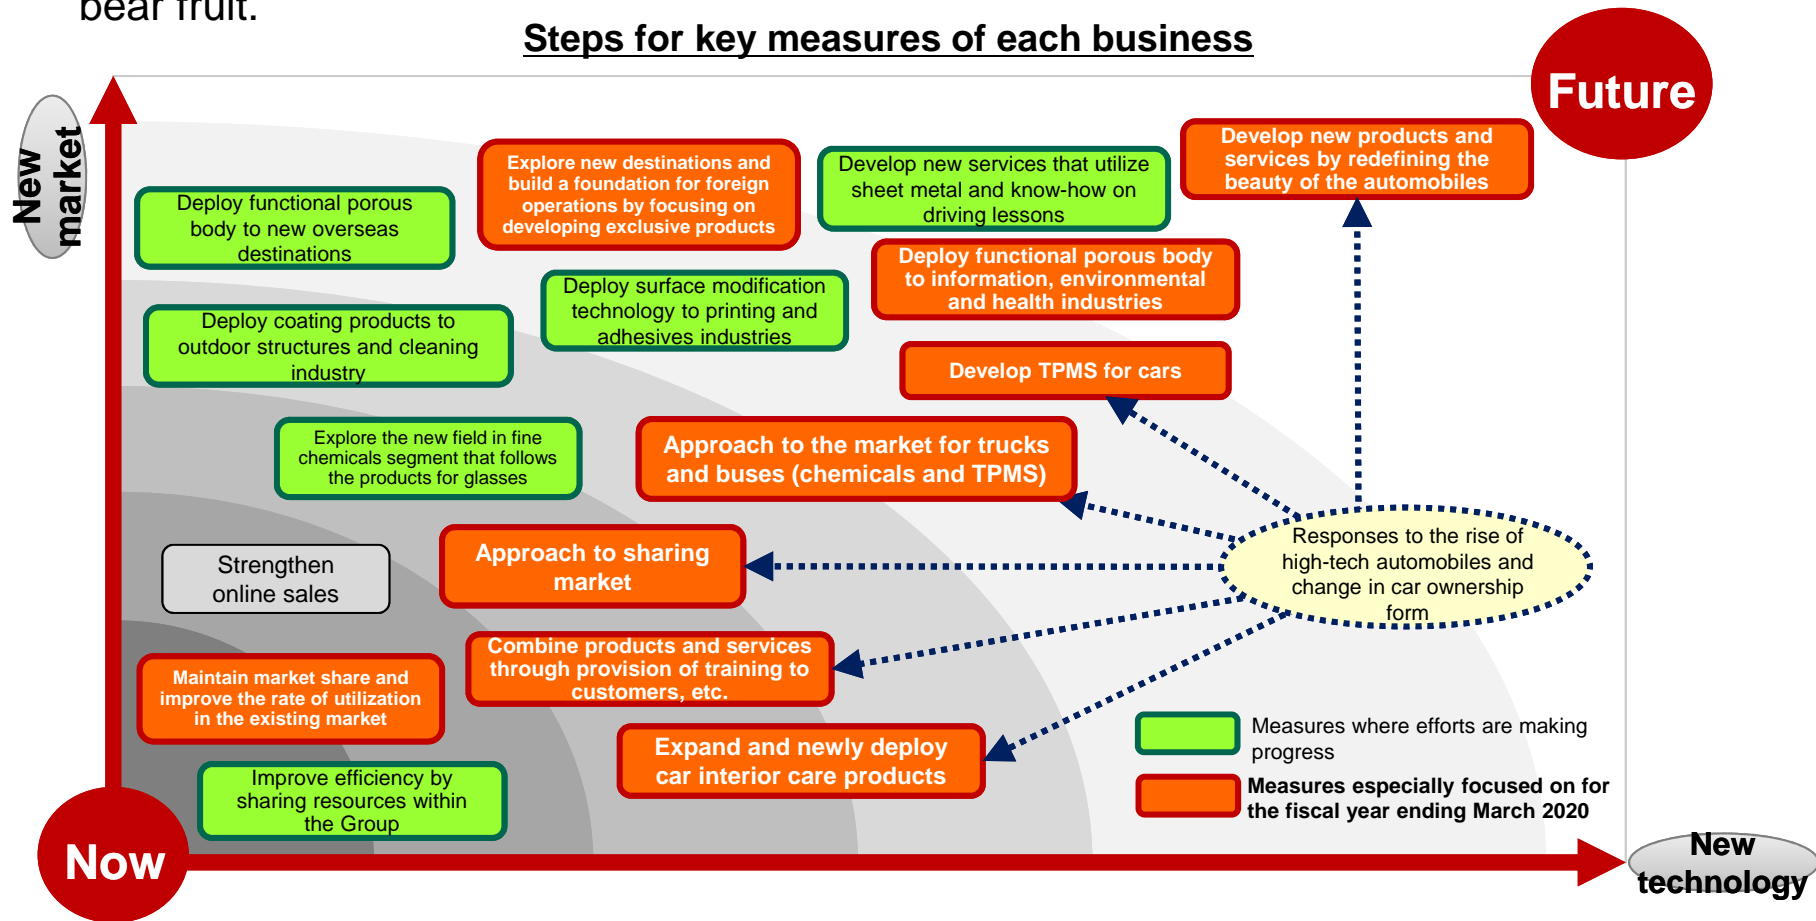 bear fruit.
Steps for key measures of each business
Future
New
market
Develop new products and
services by redefining the
beauty of the automobiles
Explore new destinations and
build a foundation for foreign
operations by focusing on
developing exclusive products
Develop new services that utilize
sheet metal and know-how on
driving lessons
Deploy functional porous
body to new overseas
destinations
Deploy functional porous body
to information, environmental
and health industries
Deploy surface modification
technology to printing and
adhesives industries
Deploy coating products to
outdoor structures and cleaning
industry
Develop TPMS for cars
Explore the new field in fine
chemicals segment that follows
the products for glasses
Approach to the market for trucks
and buses (chemicals and TPMS)
Approach to sharing
market
Responses to the rise of
high-tech automobiles and
change in car ownership
form
Strengthen
online sales
Combine products and services
through provision of training to
customers, etc.
Maintain market share and
improve the rate of utilization
in the existing market
Expand and newly deploy
car interior care products
Measures where efforts are making
progress
Improve efficiency by
sharing resources within
the Group
Measures especially focused on for
the fiscal year ending March 2020
Now
New
technology